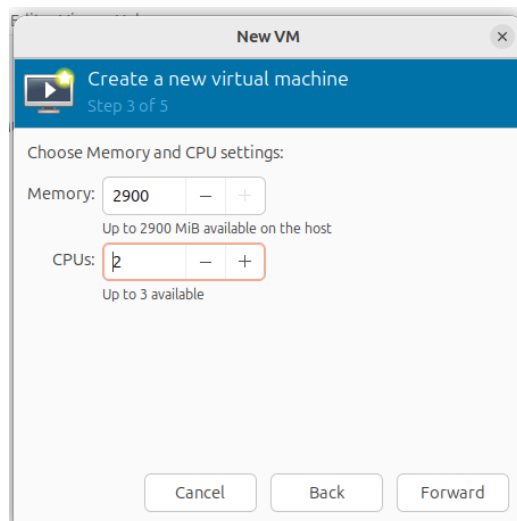 New VM
Create a new virtual machine
Step 3 of 5
Choose Memory and CPU settings:
Memory: 2900
Up to 2900 MiB available on the host
CPUs: 2
Up to 3 available
Cancel Back Forward